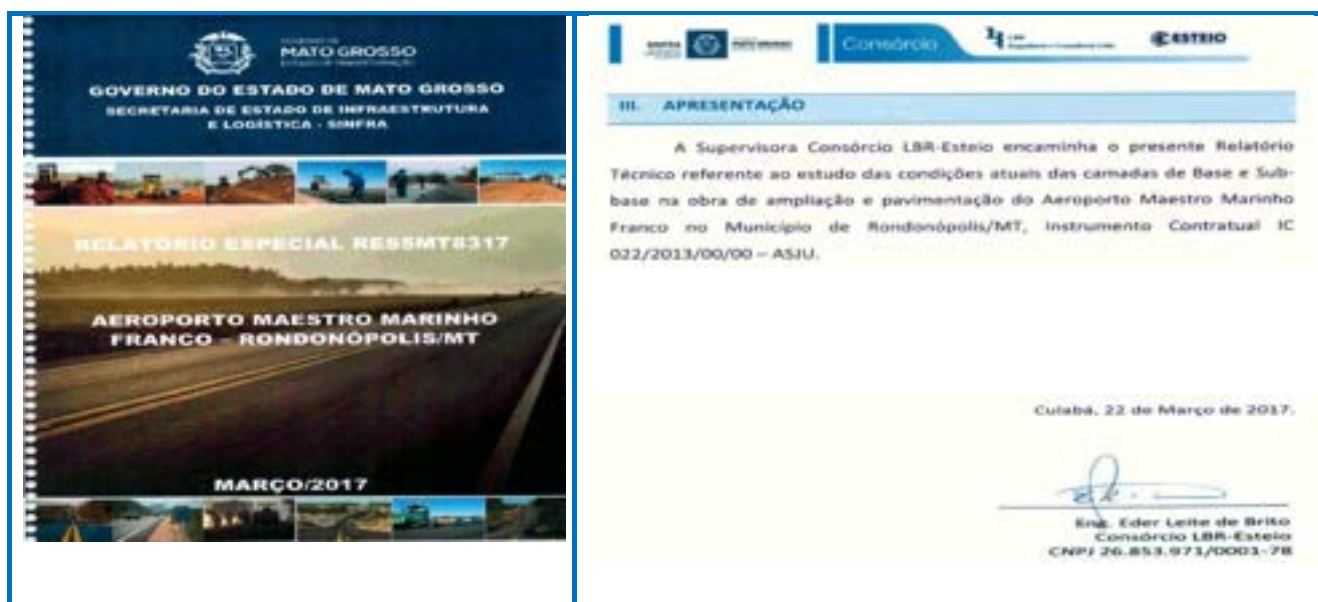 MATO GROSSO
GOVERNO DO ESTADO DE MATO GROSSO
SECRETARIA DE ESTADO DE INFRAESTRUTURA
E LOGÍSTICA - SINFRA
RELATÓRIO ESPECIAL RESSMT8317
AEROPORTO MAESTRO MARINHO
FRANCO - RONDONÓPOLIS/MT
MARÇO/2017
Consórcio
ESTEIO
III. APRESENTAÇÃO
A Supervisora Consórcio LBR-Esteio encaminha o presente Relatório
Técnico referente ao estudo das condições atuais das camadas de Base e Sub-
base na obra de ampliação e pavimentação do Aeroporto Maestro Marinho
Franco no Município de Rondonópolis/MT, Instrumento Contratual IC
022/2013/00/00 – ASJU.
Cuiabá, 22 de Março de 2017.
Eng. Eder Leite de Brito
Consórcio LBR-Esteio
CNPJ 26.853.971/0001-78